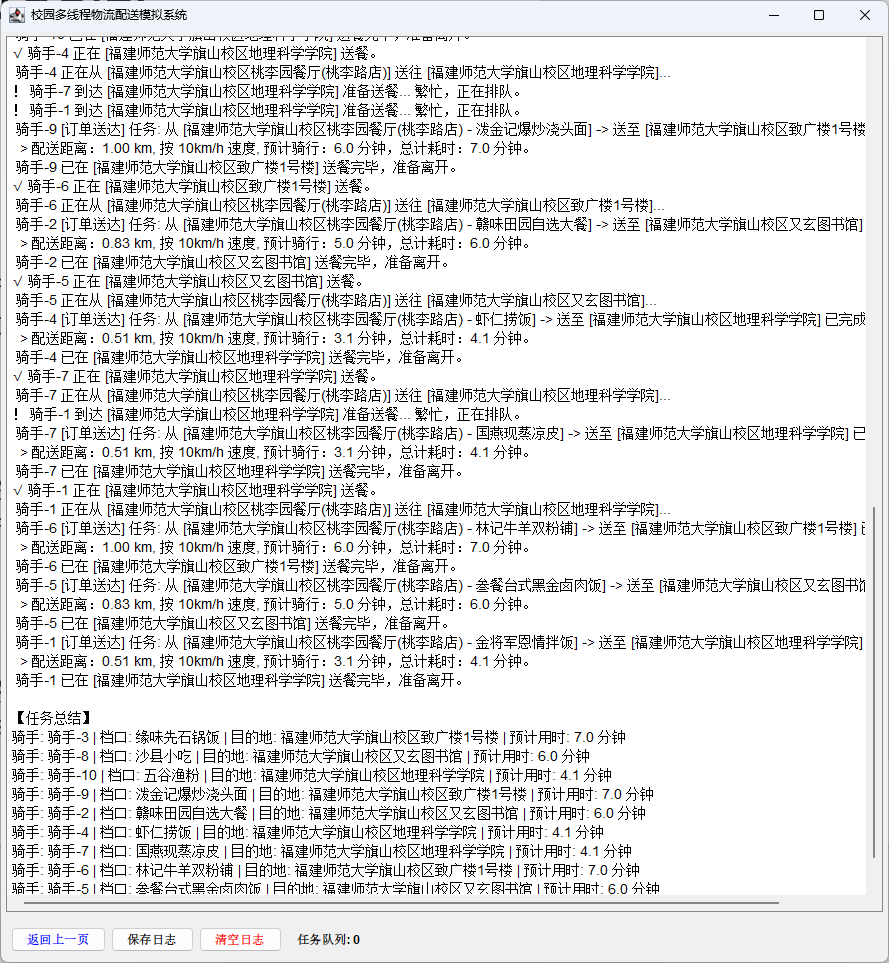 校园多线程物流配送模拟系统
骑手-10 已在 [福建师范大学旗山校区地理科学学院] 送餐完毕，准备离开。
√ 骑手-4 正在 [福建师范大学旗山校区地理科学学院] 送餐。
骑手-4 正在从 [福建师范大学旗山校区桃李园餐厅(桃李路店)] 送往 [福建师范大学旗山校区地理科学学院]...
! 骑手-7 到达 [福建师范大学旗山校区地理科学学院] 准备送餐... 繁忙，正在排队。
! 骑手-1 到达 [福建师范大学旗山校区地理科学学院] 准备送餐... 繁忙，正在排队。
骑手-9 [订单送达] 任务: 从 [福建师范大学旗山校区桃李园餐厅(桃李路店) - 泼金记爆炒浇头面] -> 送至 [福建师范大学旗山校区致广楼1号楼
> 配送距离：1.00 km, 按 10km/h 速度, 预计骑行：6.0 分钟，总计耗时：7.0 分钟。
骑手-9 已在 [福建师范大学旗山校区致广楼1号楼] 送餐完毕，准备离开。
√ 骑手-6 正在 [福建师范大学旗山校区致广楼1号楼] 送餐。
骑手-6 正在从 [福建师范大学旗山校区桃李园餐厅(桃李路店)] 送往 [福建师范大学旗山校区致广楼1号楼]...
骑手-2 [订单送达] 任务: 从 [福建师范大学旗山校区桃李园餐厅(桃李路店) - 赣味田园自选大餐] -> 送至 [福建师范大学旗山校区又玄图书馆]
> 配送距离：0.83 km, 按 10km/h 速度, 预计骑行：5.0 分钟，总计耗时：6.0 分钟。
骑手-2 已在 [福建师范大学旗山校区又玄图书馆] 送餐完毕，准备离开。
√ 骑手-5 正在 [福建师范大学旗山校区又玄图书馆] 送餐。
骑手-5 正在从 [福建师范大学旗山校区桃李园餐厅(桃李路店)] 送往 [福建师范大学旗山校区又玄图书馆]...
骑手-4 [订单送达] 任务: 从 [福建师范大学旗山校区桃李园餐厅(桃李路店) - 虾仁捞饭] -> 送至 [福建师范大学旗山校区地理科学学院] 已完成
> 配送距离：0.51 km, 按 10km/h 速度, 预计骑行：3.1 分钟，总计耗时：4.1 分钟。
骑手-4 已在 [福建师范大学旗山校区地理科学学院] 送餐完毕，准备离开。
√ 骑手-7 正在 [福建师范大学旗山校区地理科学学院] 送餐。
骑手-7 正在从 [福建师范大学旗山校区桃李园餐厅(桃李路店)] 送往 [福建师范大学旗山校区地理科学学院]...
! 骑手-1 到达 [福建师范大学旗山校区地理科学学院] 准备送餐... 繁忙，正在排队。
骑手-7 [订单送达] 任务: 从 [福建师范大学旗山校区桃李园餐厅(桃李路店) - 国燕现蒸凉皮] -> 送至 [福建师范大学旗山校区地理科学学院] 已
> 配送距离：0.51 km, 按 10km/h 速度, 预计骑行：3.1 分钟，总计耗时：4.1 分钟。
骑手-7 已在 [福建师范大学旗山校区地理科学学院] 送餐完毕，准备离开。
√ 骑手-1 正在 [福建师范大学旗山校区地理科学学院] 送餐。
骑手-1 正在从 [福建师范大学旗山校区桃李园餐厅(桃李路店)] 送往 [福建师范大学旗山校区地理科学学院]...
骑手-6 [订单送达] 任务: 从 [福建师范大学旗山校区桃李园餐厅(桃李路店) - 林记牛羊双粉铺] -> 送至 [福建师范大学旗山校区致广楼1号楼] 已
> 配送距离：1.00 km, 按 10km/h 速度, 预计骑行：6.0 分钟，总计耗时：7.0 分钟。
骑手-6 已在 [福建师范大学旗山校区致广楼1号楼] 送餐完毕，准备离开。
骑手-5 [订单送达] 任务: 从 [福建师范大学旗山校区桃李园餐厅(桃李路店) - 叁餐台式黑金卤肉饭] -> 送至 [福建师范大学旗山校区又玄图书馆
> 配送距离：0.83 km, 按 10km/h 速度, 预计骑行：5.0 分钟，总计耗时：6.0 分钟。
骑手-5 已在 [福建师范大学旗山校区又玄图书馆] 送餐完毕，准备离开。
骑手-1 [订单送达] 任务: 从 [福建师范大学旗山校区桃李园餐厅(桃李路店) - 金将军恩情拌饭] -> 送至 [福建师范大学旗山校区地理科学学院]
> 配送距离：0.51 km, 按 10km/h 速度, 预计骑行：3.1 分钟，总计耗时：4.1 分钟。
骑手-1 已在 [福建师范大学旗山校区地理科学学院] 送餐完毕，准备离开。
【任务总结】
骑手: 骑手-3 | 档口: 缘味先石锅饭 | 目的地: 福建师范大学旗山校区致广楼1号楼 | 预计用时: 7.0 分钟
骑手: 骑手-8 | 档口: 沙县小吃 | 目的地: 福建师范大学旗山校区又玄图书馆 | 预计用时: 6.0 分钟
骑手: 骑手-10 | 档口: 五谷渔粉 | 目的地: 福建师范大学旗山校区地理科学学院 | 预计用时: 4.1 分钟
骑手: 骑手-9 | 档口: 泼金记爆炒浇头面 | 目的地: 福建师范大学旗山校区致广楼1号楼 | 预计用时: 7.0 分钟
骑手: 骑手-2 | 档口: 赣味田园自选大餐 | 目的地: 福建师范大学旗山校区又玄图书馆 | 预计用时: 6.0 分钟
骑手: 骑手-4 | 档口: 虾仁捞饭 | 目的地: 福建师范大学旗山校区地理科学学院 | 预计用时: 4.1 分钟
骑手: 骑手-7 | 档口: 国燕现蒸凉皮 | 目的地: 福建师范大学旗山校区地理科学学院 | 预计用时: 4.1 分钟
骑手: 骑手-6 | 档口: 林记牛羊双粉铺 | 目的地: 福建师范大学旗山校区致广楼1号楼 | 预计用时: 7.0 分钟
骑手: 骑手-5 | 档口: 叁餐台式黑金卤肉饭 | 目的地: 福建师范大学旗山校区又玄图书馆 | 预计用时: 6.0 分钟
返回上一页 保存日志 清空日志 任务队列: 0